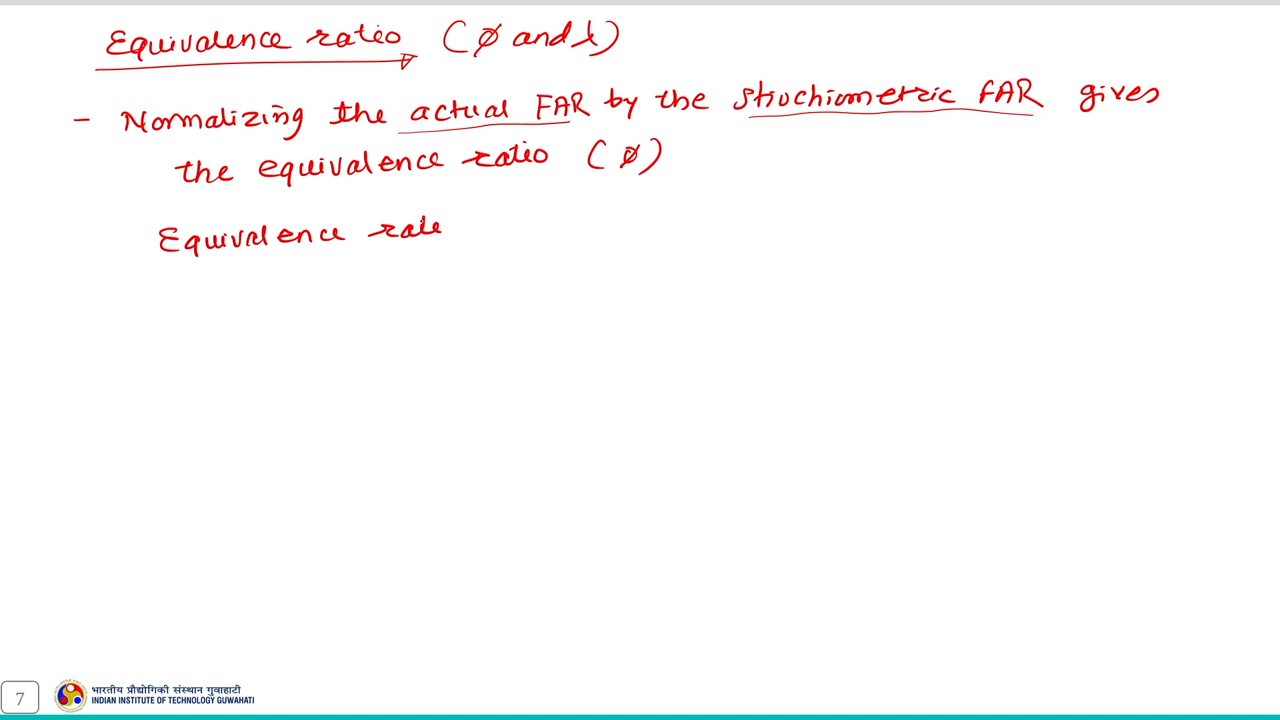 Equivalence ratio (φ and λ)
- Normalizing the actual FAR by the stiochiometric FAR gives
the equivalence ratio (φ)
Equivalence rate
7
भारतीय प्रौद्योगिकी संस्थान गुवाहाटी
INDIAN INSTITUTE OF TECHNOLOGY GUWAHATI